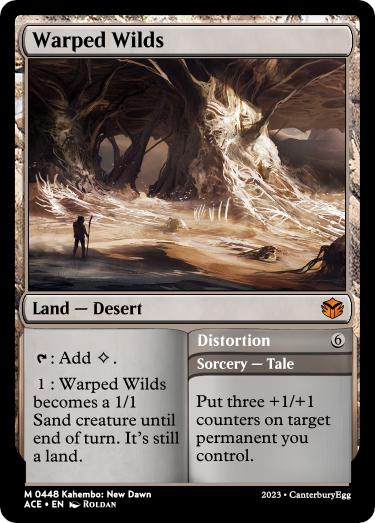 Warped Wilds
Land — Desert
: Add .
1 : Warped Wilds
becomes a 1/1
Sand creature until
end of turn. It's still
a land.
Distortion 6
Sorcery — Tale
Put three +1/+1
counters on target
permanent you
control.
M 0448 Kahembo: New Dawn
ACE • EN ROLDAN
2023 • CanterburyEgg